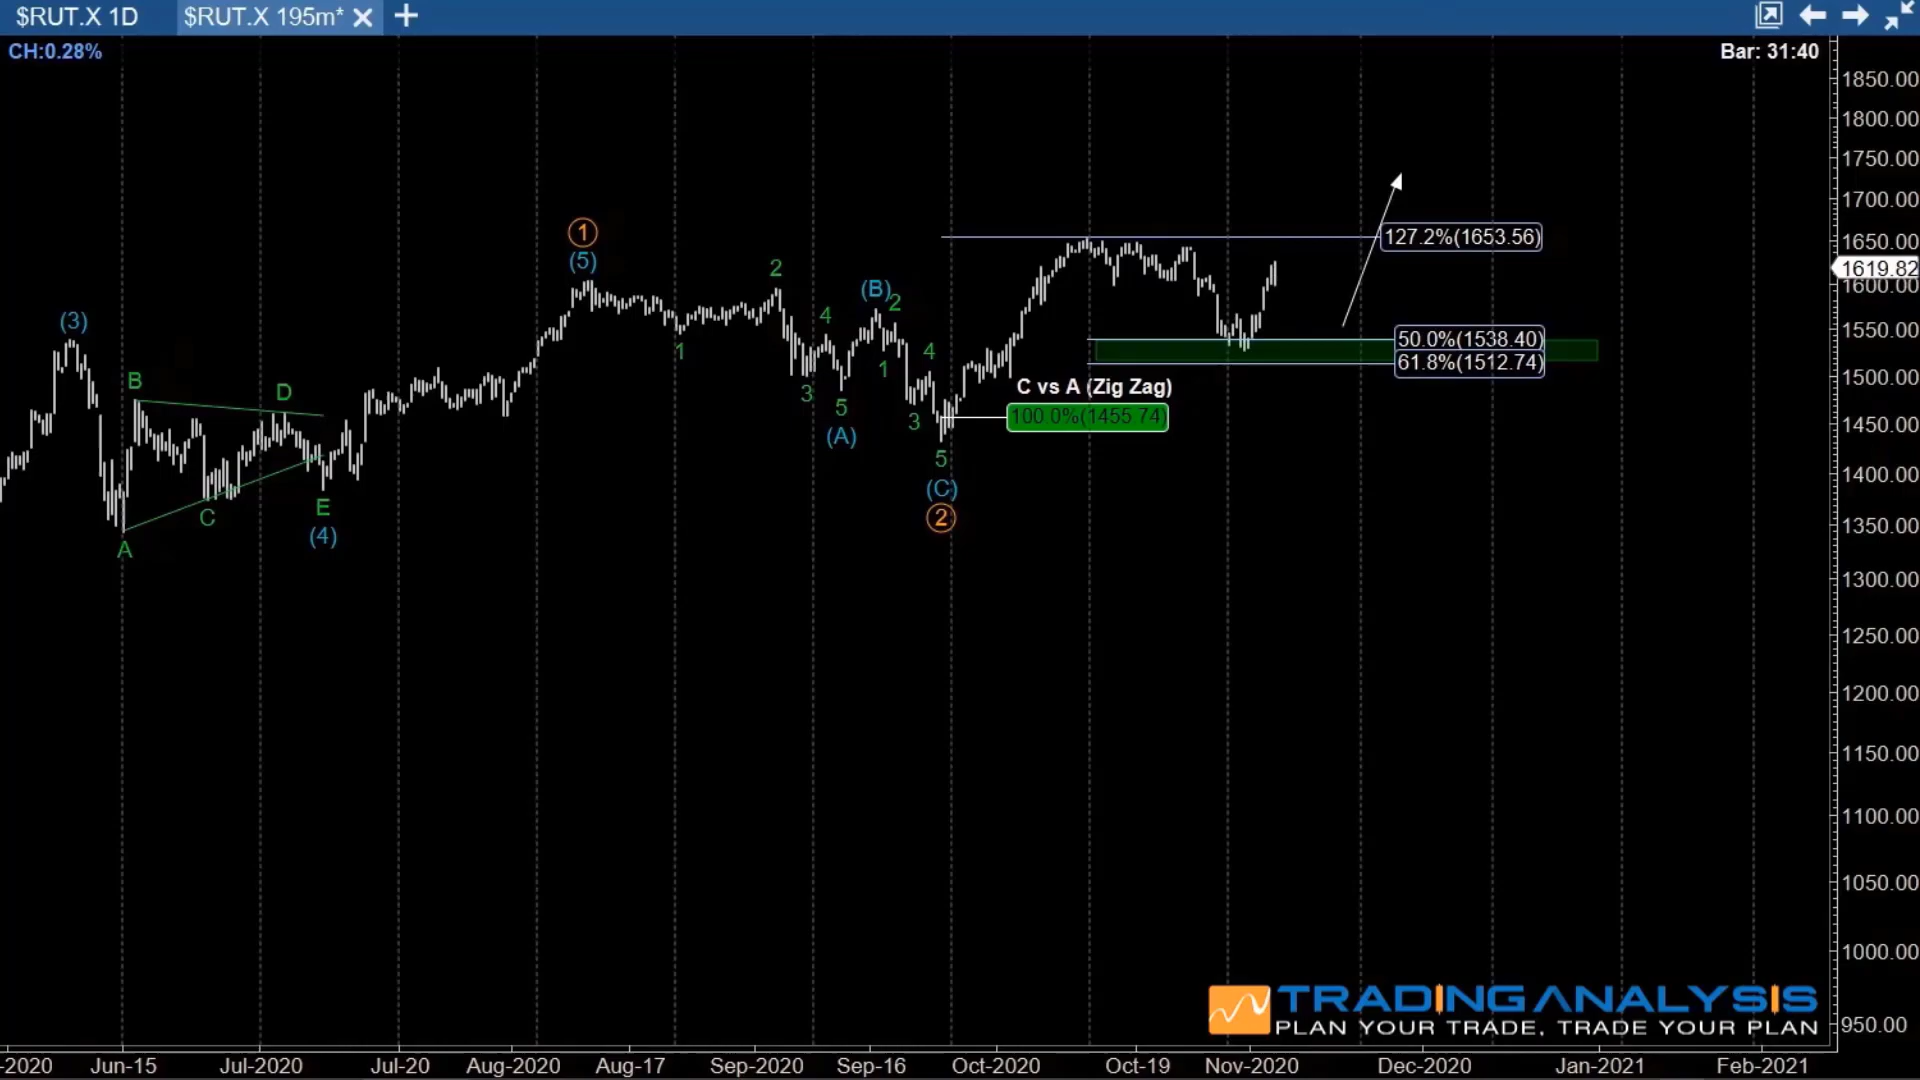 $RUT.X 1D
$RUT.X 195m*
CH:0.28%
Bar: 31:40
1850.00
1800.00
1750.00
1700.00
1650.00
1619.82
1600.00
1550.00
1500.00
1450.00
1400.00
1350.00
1300.00
1250.00
1200.00
1150.00
1100.00
1050.00
1000.00
950.00
1
(5)
(3)
B
D
A
C
E
(4)
2
1
4
3
5
(A)
(B)
2
1
4
3
5
(C)
2
127.2%(1653.56)
50.0%(1538.40)
61.8%(1512.74)
C vs A (Zig Zag)
100.0%(1455.74)
TRADINGANALYSIS
PLAN YOUR TRADE, TRADE YOUR PLAN
-2020 Jun-15 Jul-2020 Jul-20 Aug-2020 Aug-17 Sep-2020 Sep-16 Oct-2020 Oct-19 Nov-2020 Dec-2020 Jan-2021 Feb-2021